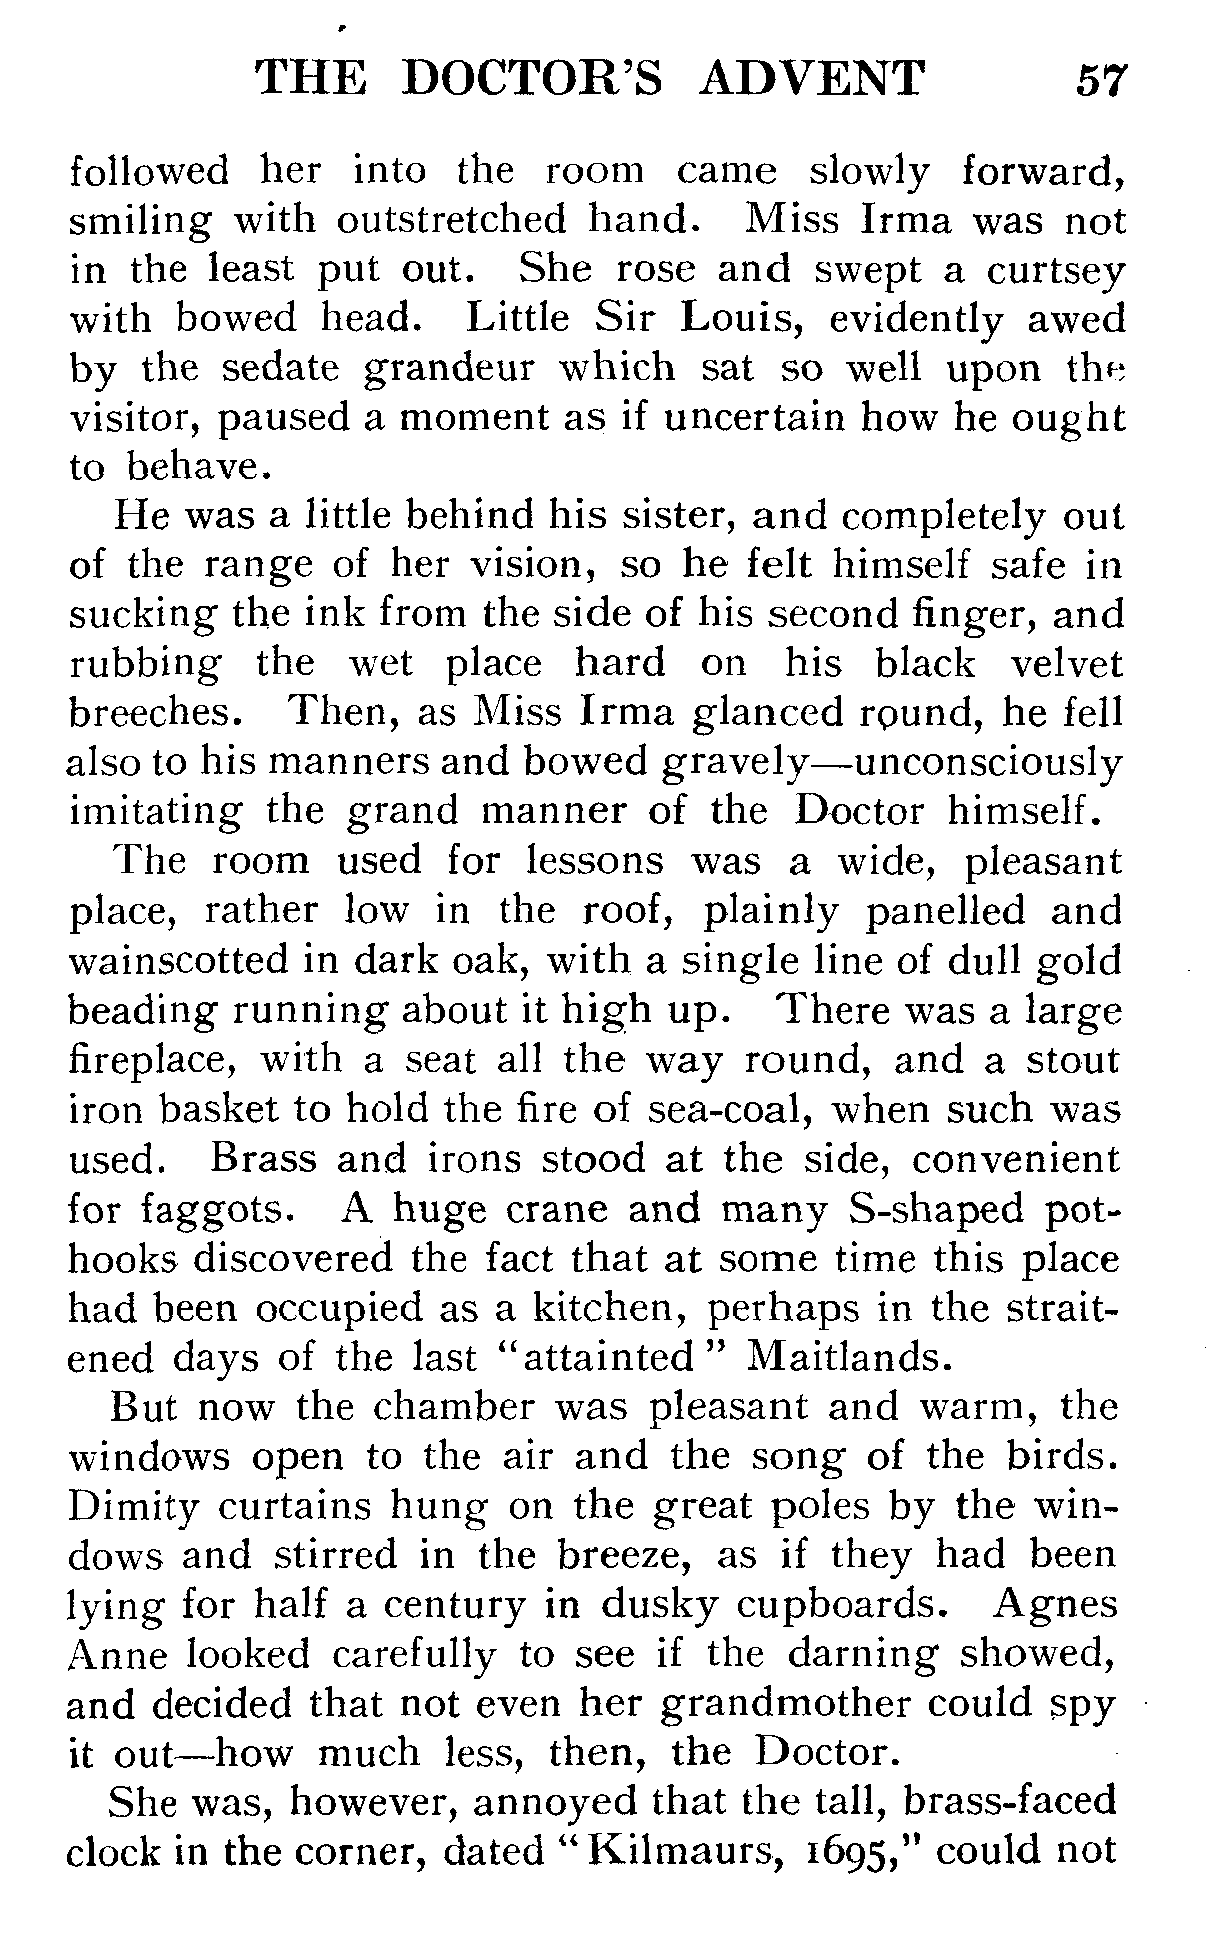 THE DOCTOR'S ADVENT 57
followed her into the room came slowly forward,
smiling with outstretched hand. Miss Irma was not
in the least put out. She rose and swept a curtsey
with bowed head. Little Sir Louis, evidently awed
by the sedate grandeur which sat so well upon the
visitor, paused a moment as if uncertain how he ought
to behave.
He was a little behind his sister, and completely out
of the range of her vision, so he felt himself safe in
sucking the ink from the side of his second finger, and
rubbing the wet place hard on his black velvet
breeches. Then, as Miss Irma glanced round, he fell
also to his manners and bowed gravely—unconsciously
imitating the grand manner of the Doctor himself.
The room used for lessons was a wide, pleasant
place, rather low in the roof, plainly panelled and
wainscotted in dark oak, with a single line of dull gold
beading running about it high up. There was a large
fireplace, with a seat all the way round, and a stout
iron basket to hold the fire of sea-coal, when such was
used. Brass and irons stood at the side, convenient
for faggots. A huge crane and many S-shaped pot-
hooks discovered the fact that at some time this place
had been occupied as a kitchen, perhaps in the strait-
ened days of the last "attainted" Maitlands.
But now the chamber was pleasant and warm, the
windows open to the air and the song of the birds.
Dimity curtains hung on the great poles by the win-
dows and stirred in the breeze, as if they had been
lying for half a century in dusky cupboards. Agnes
Anne looked carefully to see if the darning showed,
and decided that not even her grandmother could spy
it out—how much less, then, the Doctor.
She was, however, annoyed that the tall, brass-faced
clock in the corner, dated "Kilmaurs, 1695," could not